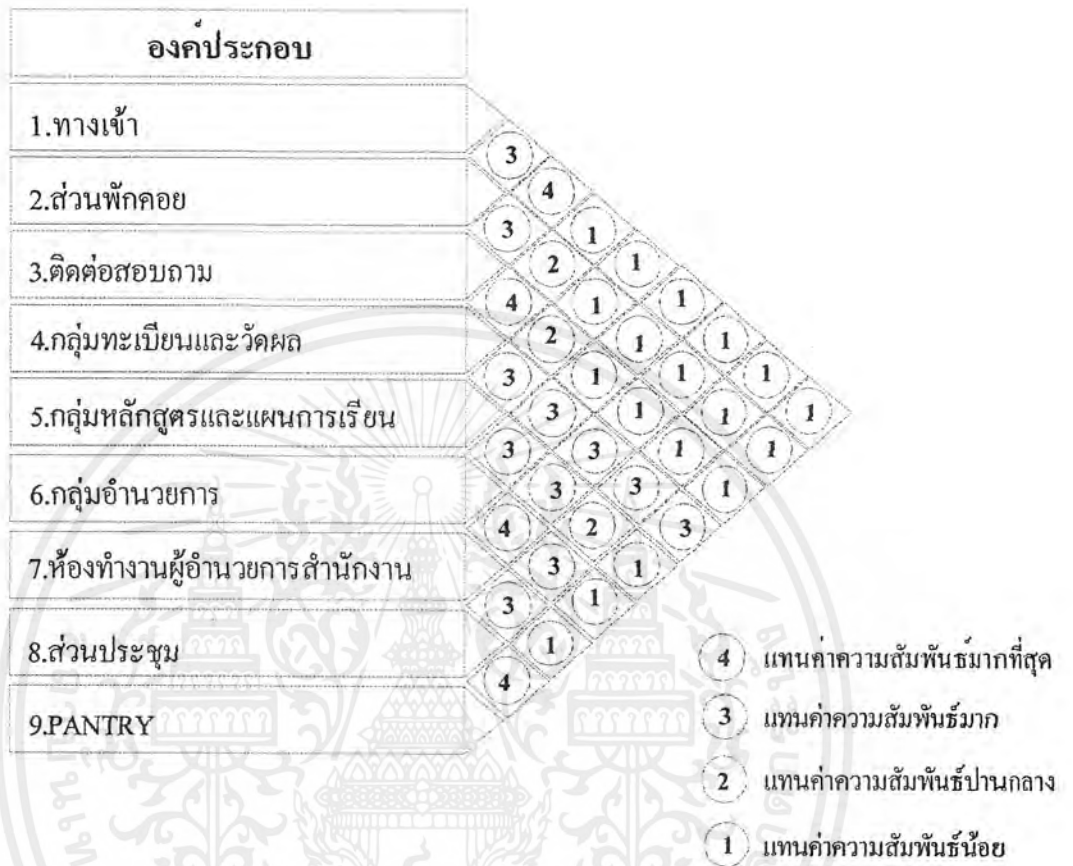 องค์ประกอบ
1.ทางเข้า
3
2.ส่วนพักคอย
4
3 1
3.ติดต่อสอบถาม
2 1
4 1 1
4.กลุ่มทะเบียนและวัดผล
2 1 1
3 1 1 1
5.กลุ่มหลักสูตรและแผนการเรียน
3 1 1 1
3 3 1 1
6.กลุ่มอำนวยการ
3 3 1
4 2 3
7.ห้องทำงานผู้อำนวยการสำนักงาน
3 1
3 1
8.ส่วนประชุม
1
4
9.PANTRY
4 แทนค่าความสัมพันธ์มากที่สุด
3 แทนค่าความสัมพันธ์มาก
2 แทนค่าความสัมพันธ์ปานกลาง
1 แทนค่าความสัมพันธ์น้อย